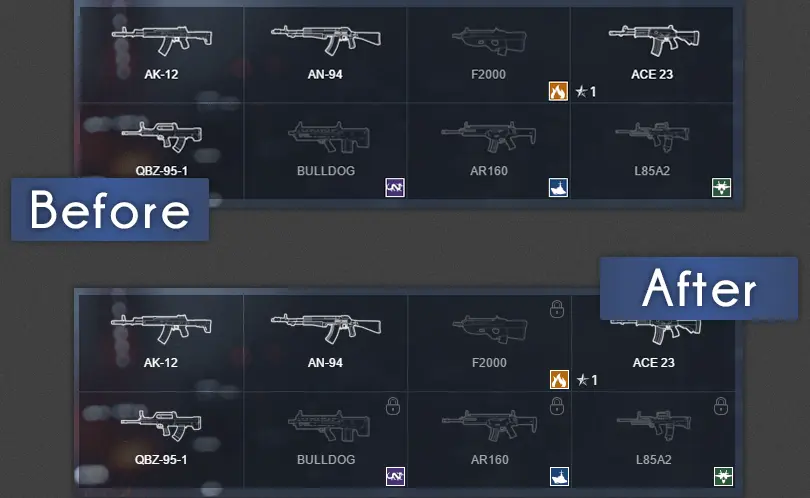 AK-12 AN-94 F2000 ACE 23
1
QBZ-95-1 BULLDOG AR160 L85A2
Before
After
AK-12 AN-94 F2000 ACE 23
1
QBZ-95-1 BULLDOG AR160 L85A2